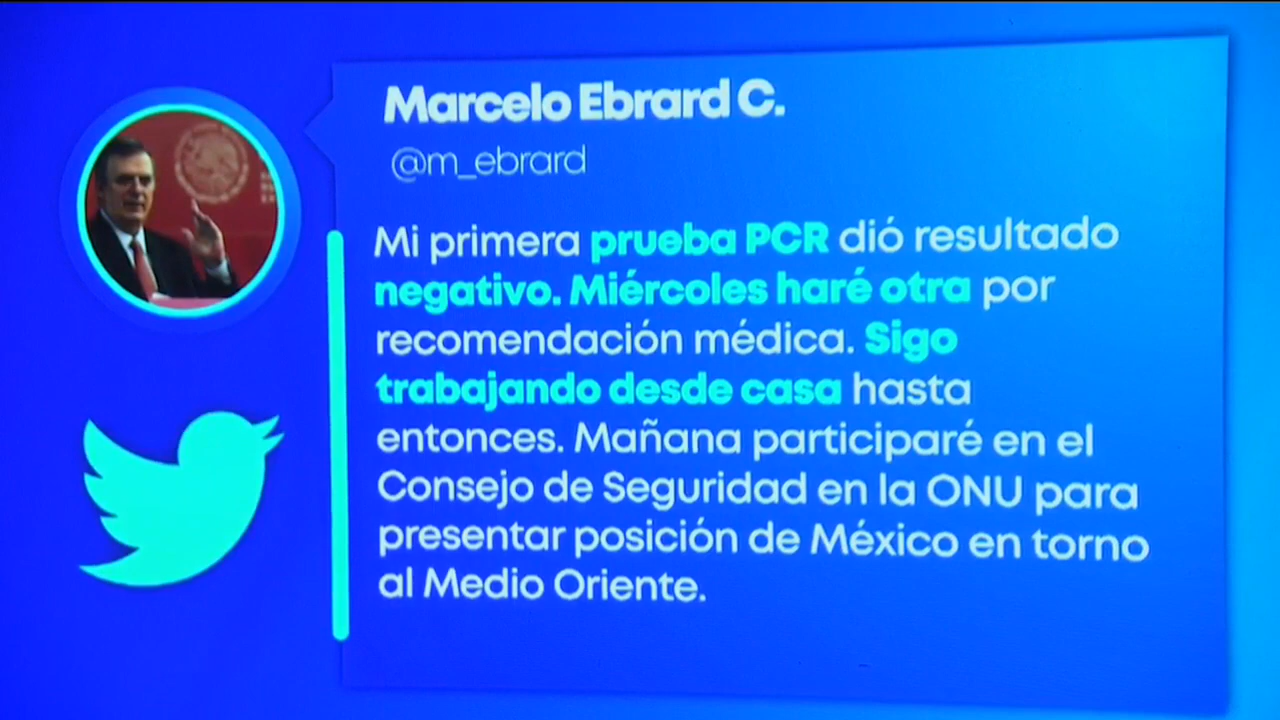 Marcelo Ebrard C.
@m_ebrard
Mi primera prueba PCR dió resultado
negativo. Miércoles haré otra por
recomendación médica. Sigo
trabajando desde casa hasta
entonces. Mañana participaré en el
Consejo de Seguridad en la ONU para
presentar posición de México en torno
al Medio Oriente.